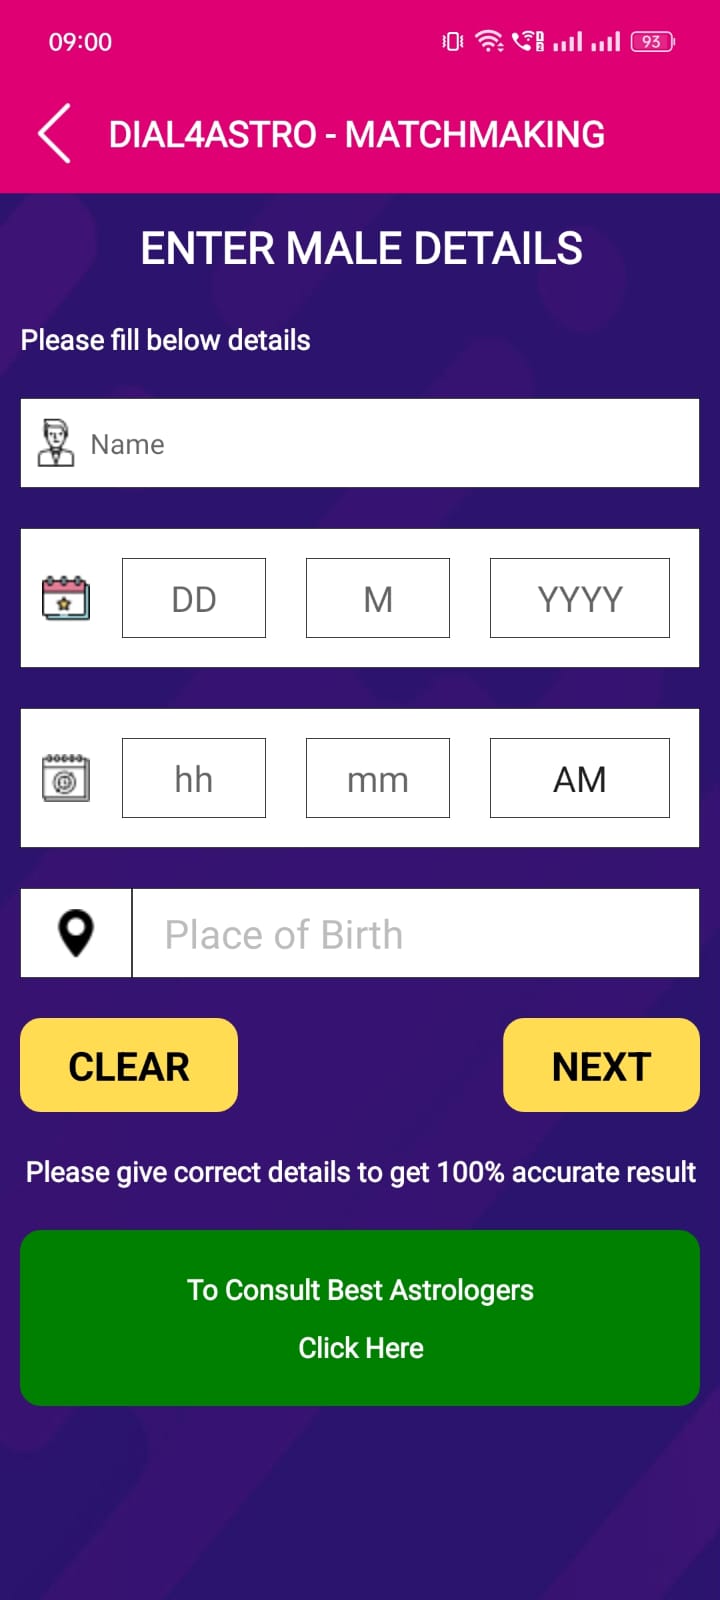 09:00
93
DIAL4ASTRO - MATCHMAKING
ENTER MALE DETAILS
Please fill below details
Name
DD M YYYY
hh mm AM
Place of Birth
CLEAR NEXT
Please give correct details to get 100% accurate result
To Consult Best Astrologers
Click Here